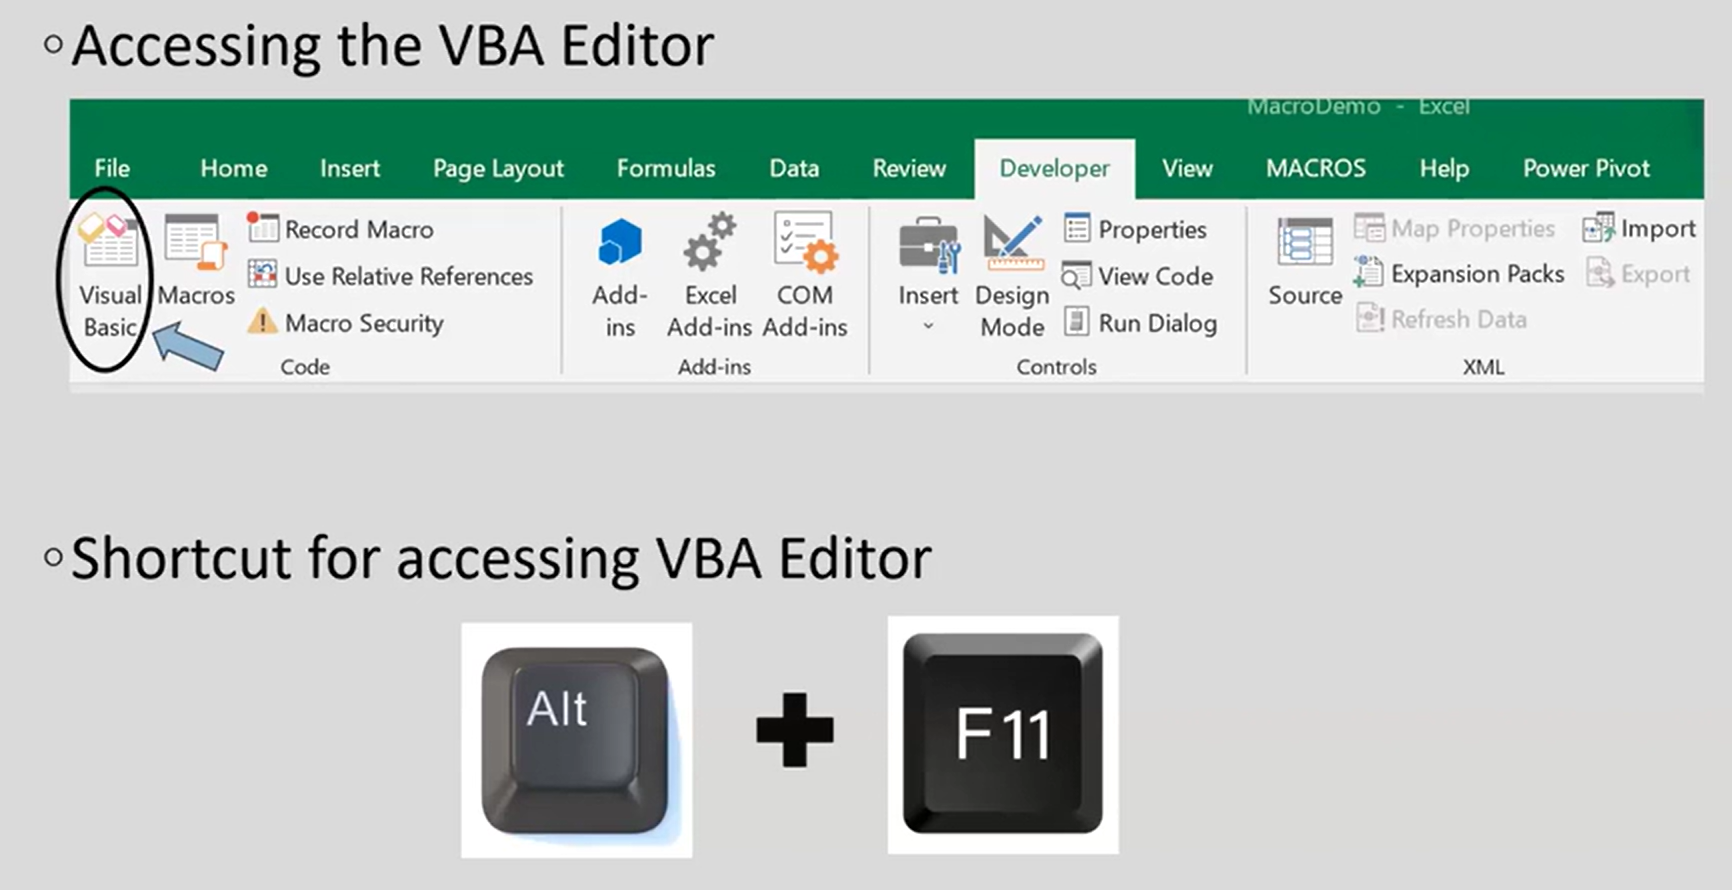 Accessing the VBA Editor
MacroDemo - Excel
File Home Insert Page Layout Formulas Data Review Developer View MACROS Help Power Pivot
Visual Basic
Macros
Record Macro
Use Relative References
Macro Security
Code
Add-ins
Excel Add-ins
COM Add-ins
Add-ins
Insert
Design Mode
Properties
View Code
Run Dialog
Controls
Source
Map Properties
Expansion Packs
Refresh Data
Import
Export
XML
Shortcut for accessing VBA Editor
Alt
F11